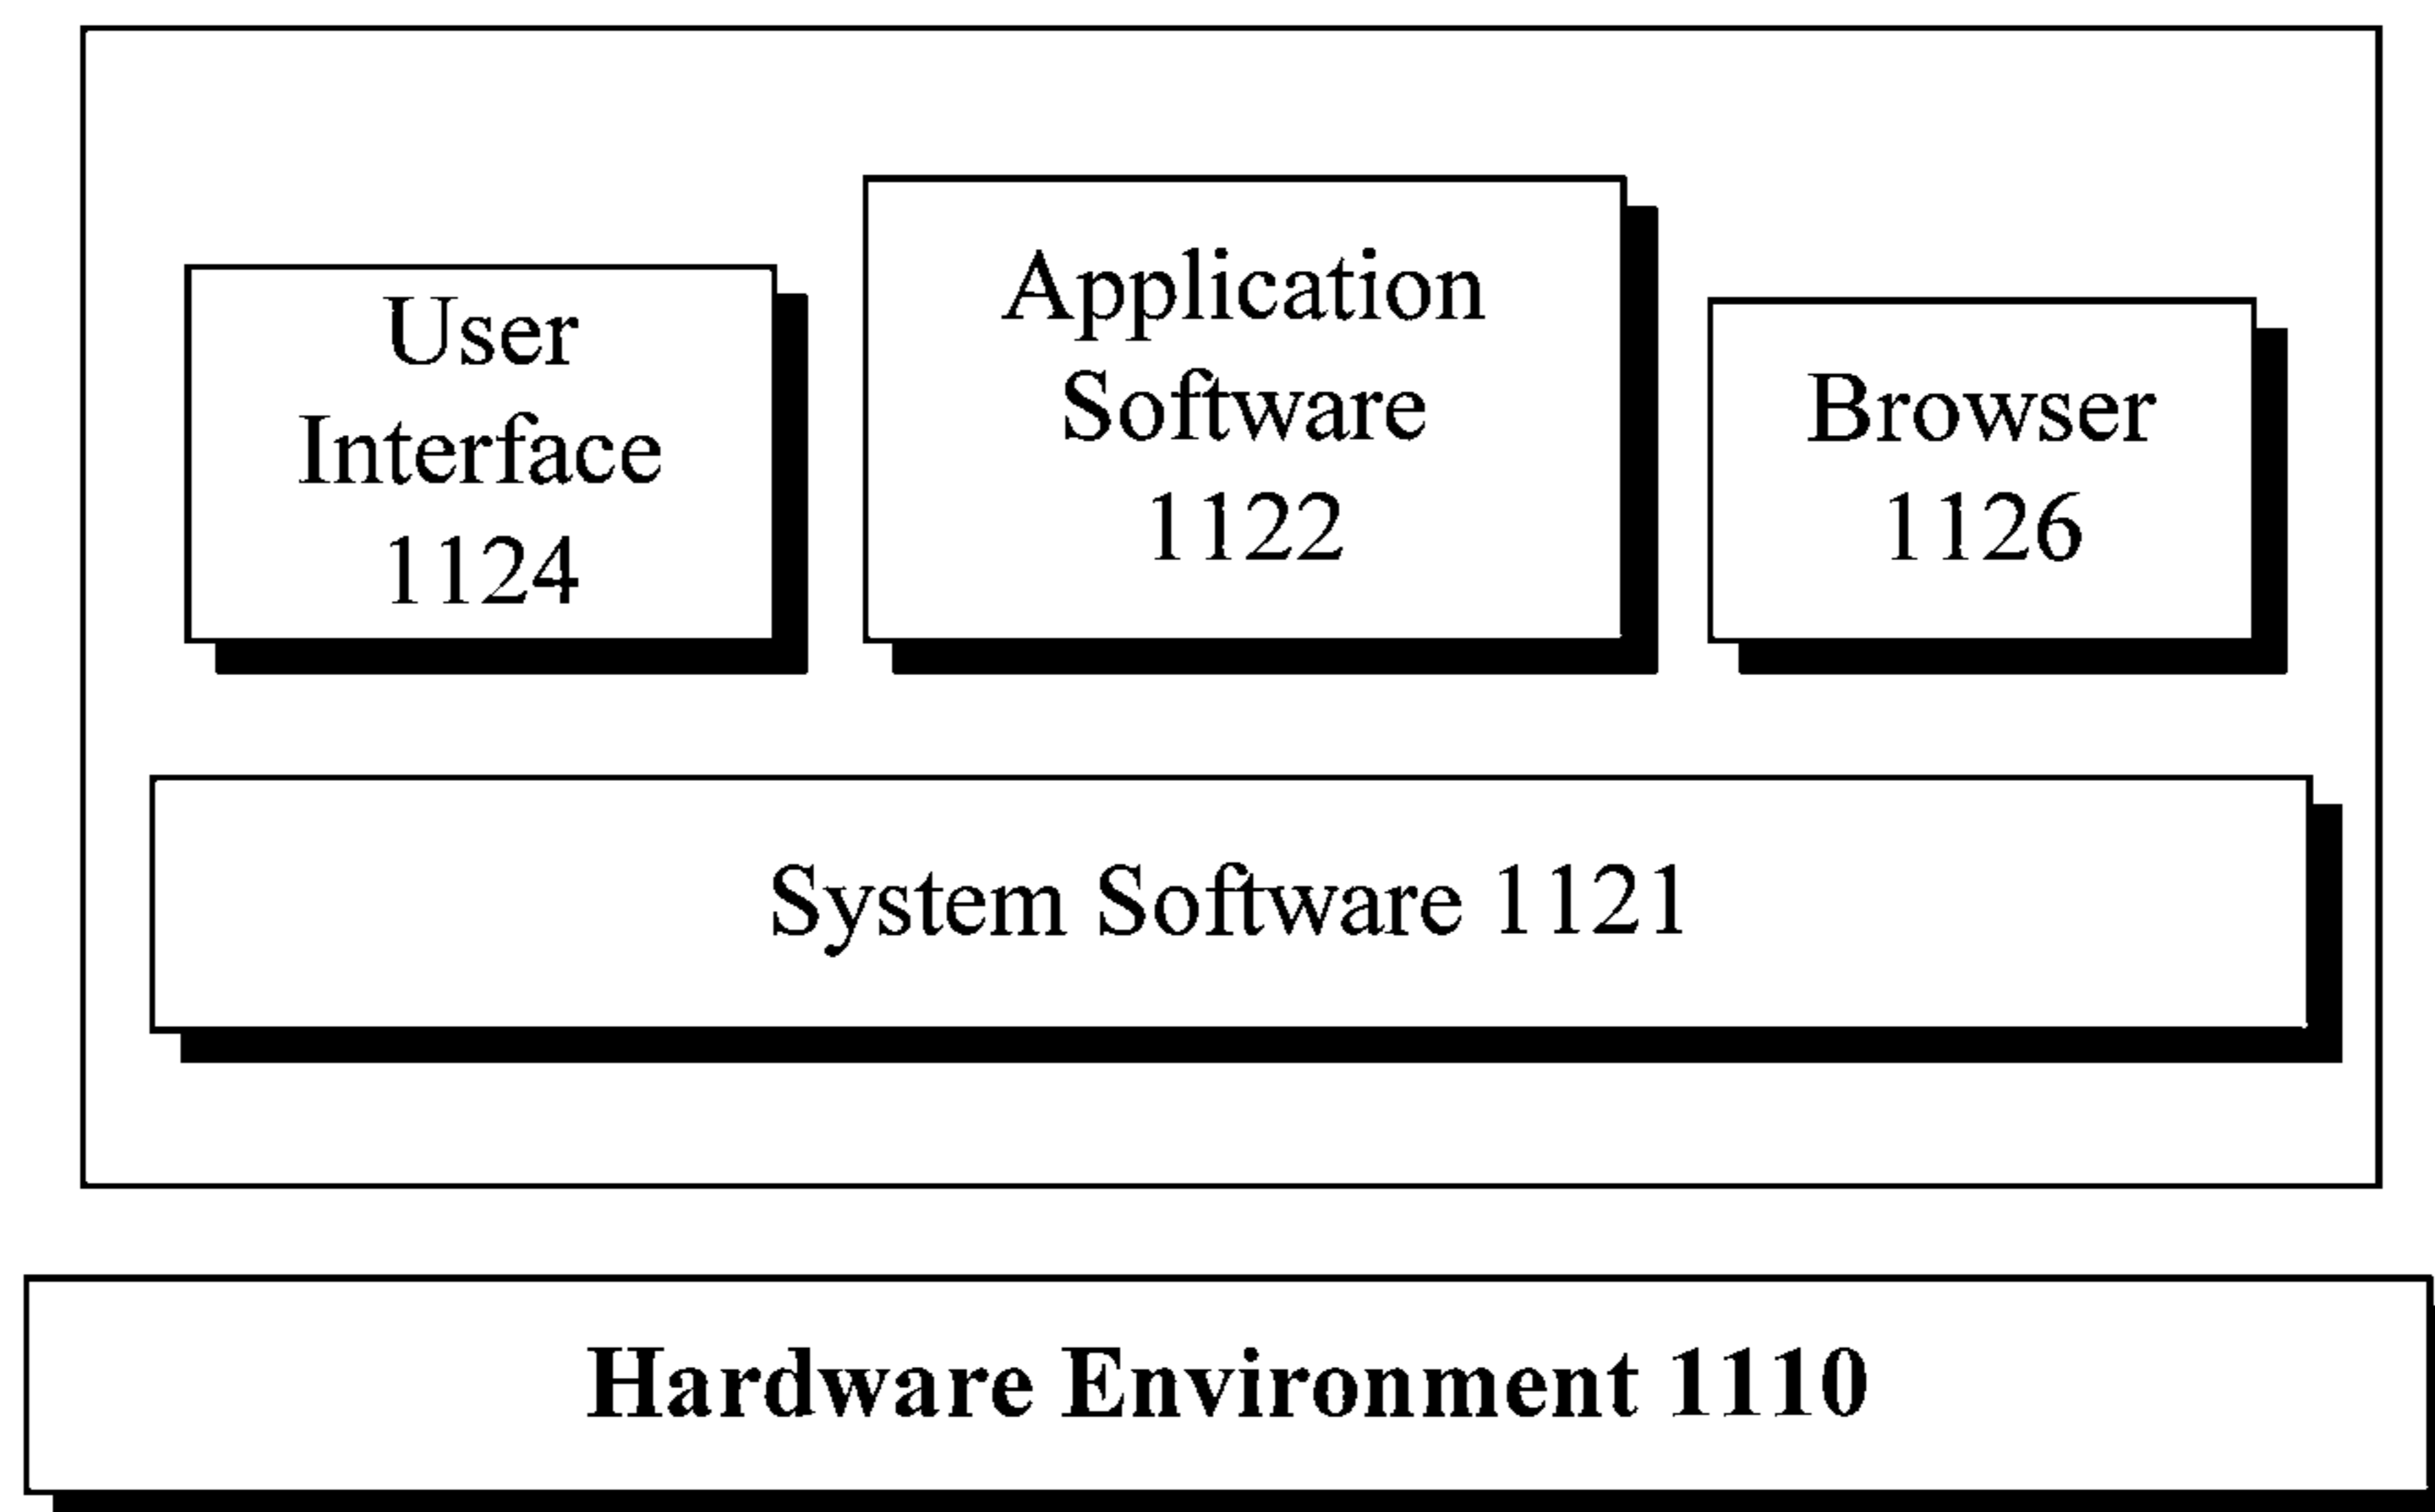 User
Interface
1124
Application
Software
1122
Browser
1126
System Software 1121
Hardware Environment 1110